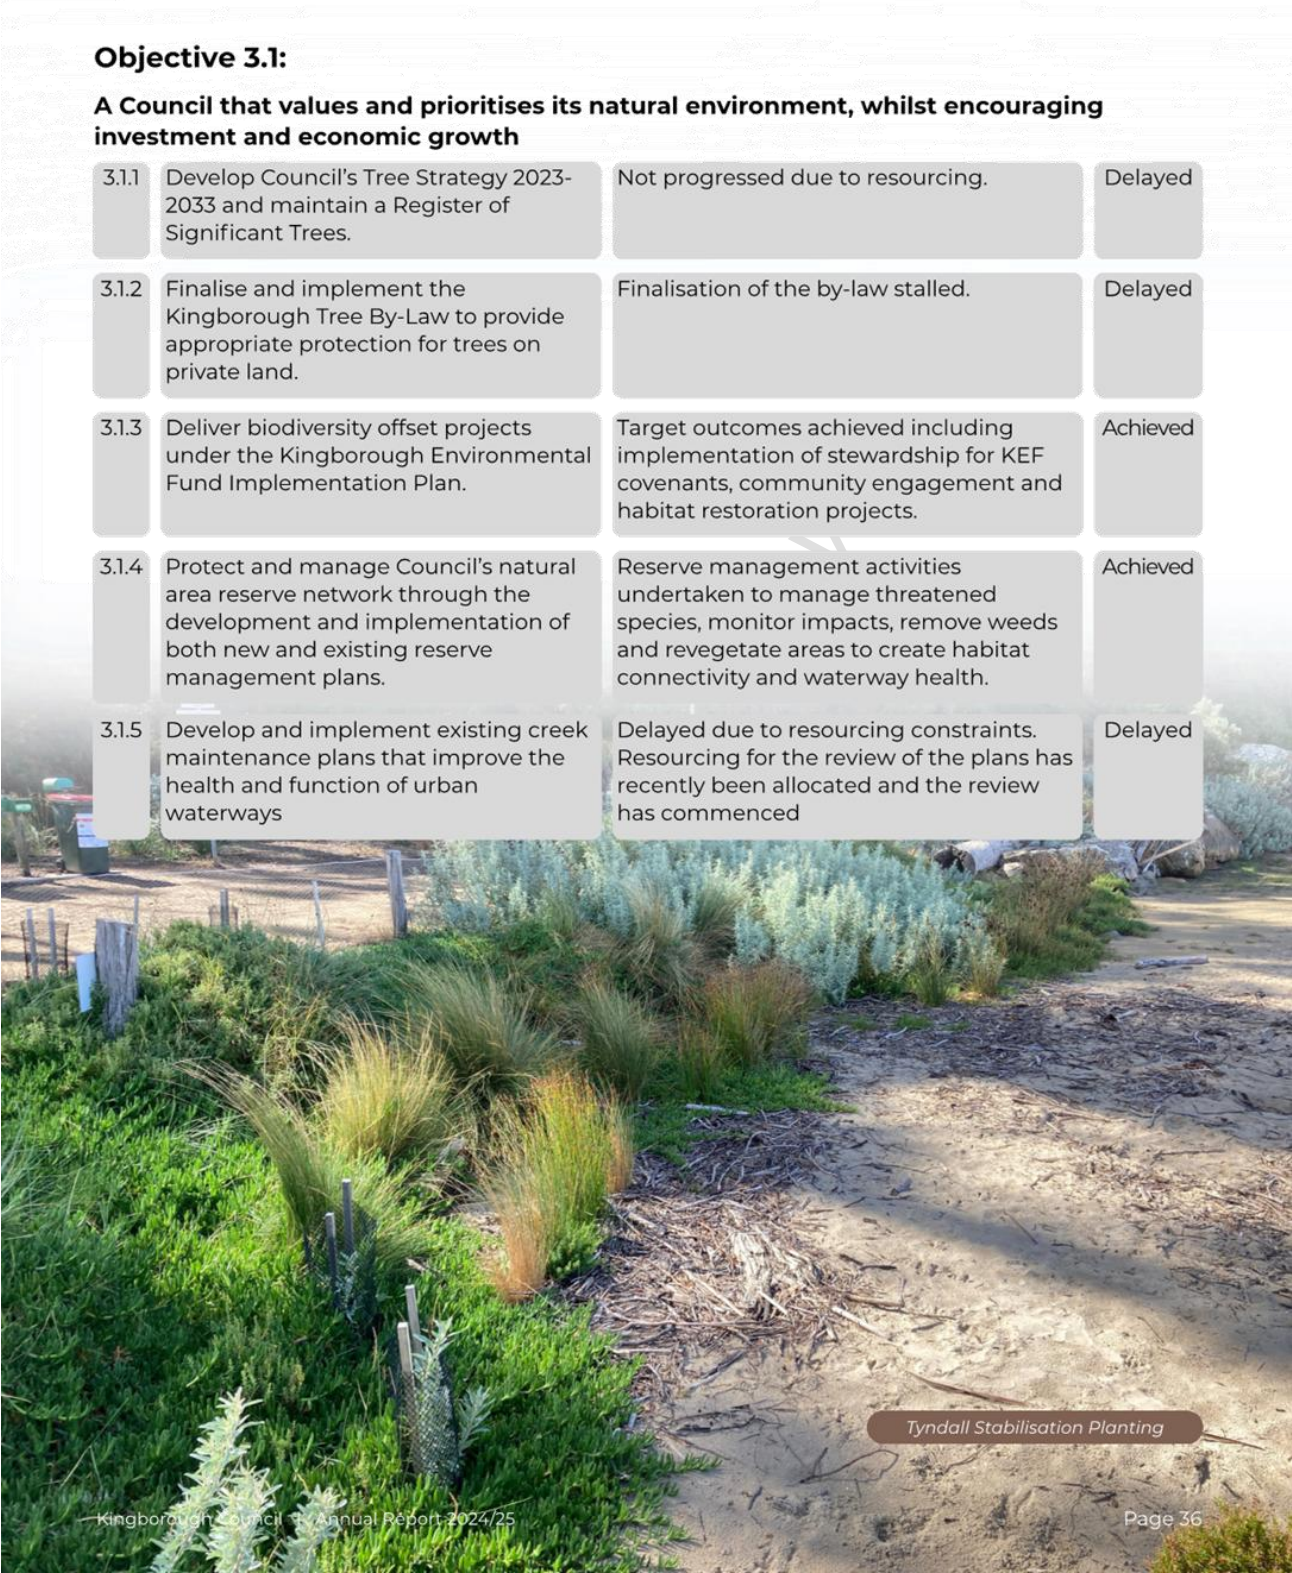 Objective 3.1:
A Council that values and prioritises its natural environment, whilst encouraging
investment and economic growth
3.1.1
Develop Council's Tree Strategy 2023-
2033 and maintain a Register of
Significant Trees.
Not progressed due to resourcing.
Delayed
3.1.2
Finalise and implement the
Kingborough Tree By-Law to provide
appropriate protection for trees on
private land.
Finalisation of the by-law stalled.
Delayed
3.1.3
Deliver biodiversity offset projects
under the Kingborough Environmental
Fund Implementation Plan.
Target outcomes achieved including
implementation of stewardship for KEF
covenants, community engagement and
habitat restoration projects.
Achieved
3.1.4
Protect and manage Council's natural
area reserve network through the
development and implementation of
both new and existing reserve
management plans.
Reserve management activities
undertaken to manage threatened
species, monitor impacts, remove weeds
and revegetate areas to create habitat
connectivity and waterway health.
Achieved
3.1.5
Develop and implement existing creek
maintenance plans that improve the
health and function of urban
waterways
Delayed due to resourcing constraints.
Resourcing for the review of the plans has
recently been allocated and the review
has commenced
Delayed
Tyndall Stabilisation Planting
Kingborough Council | Annual Report 2024/25
Page 36